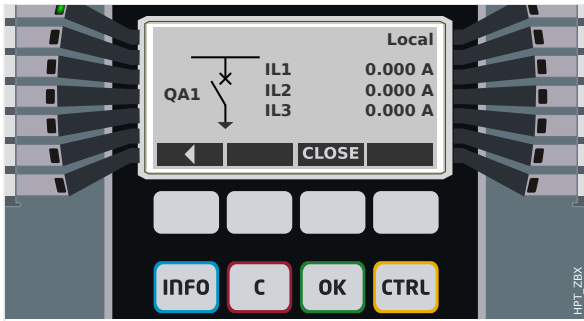 Local
IL1 0.000 A
QA1 IL2 0.000 A
IL3 0.000 A
CLOSE
INFO C OK CTRL
HPT_ZBX